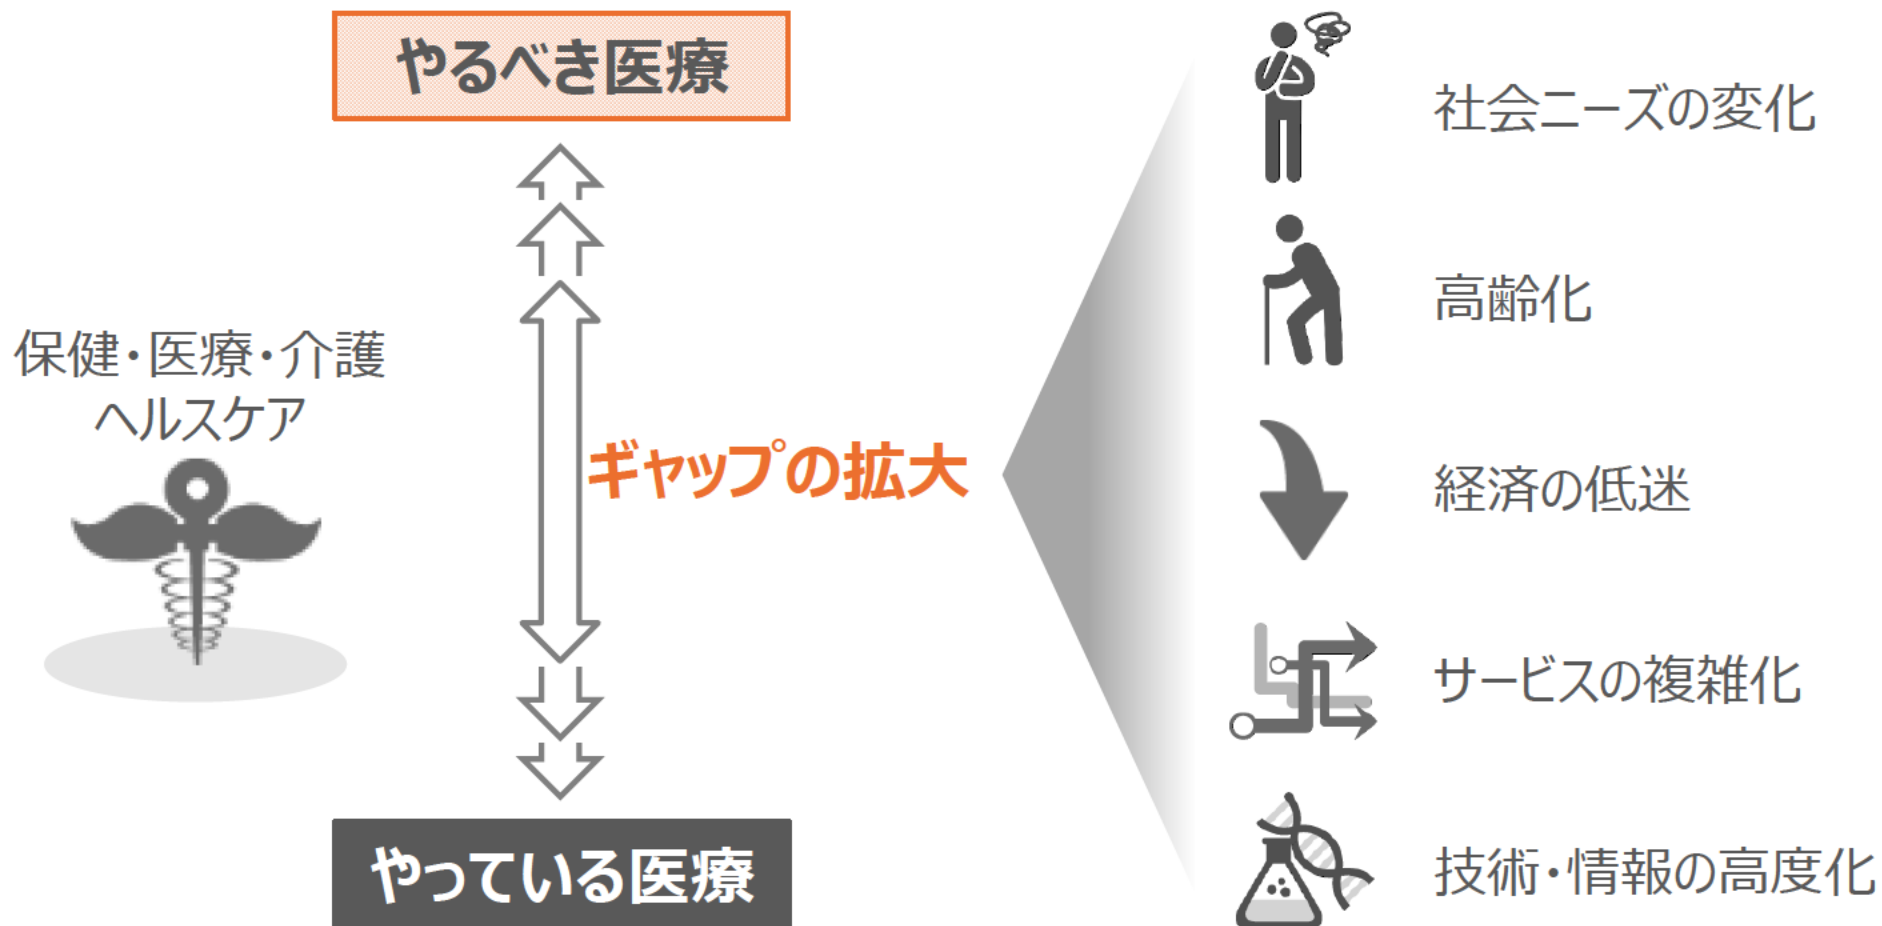 やるべき医療
保健・医療・介護
ヘルスケア
ギャップの拡大
やっている医療
社会ニーズの変化
高齢化
経済の低迷
サービスの複雑化
技術・情報の高度化